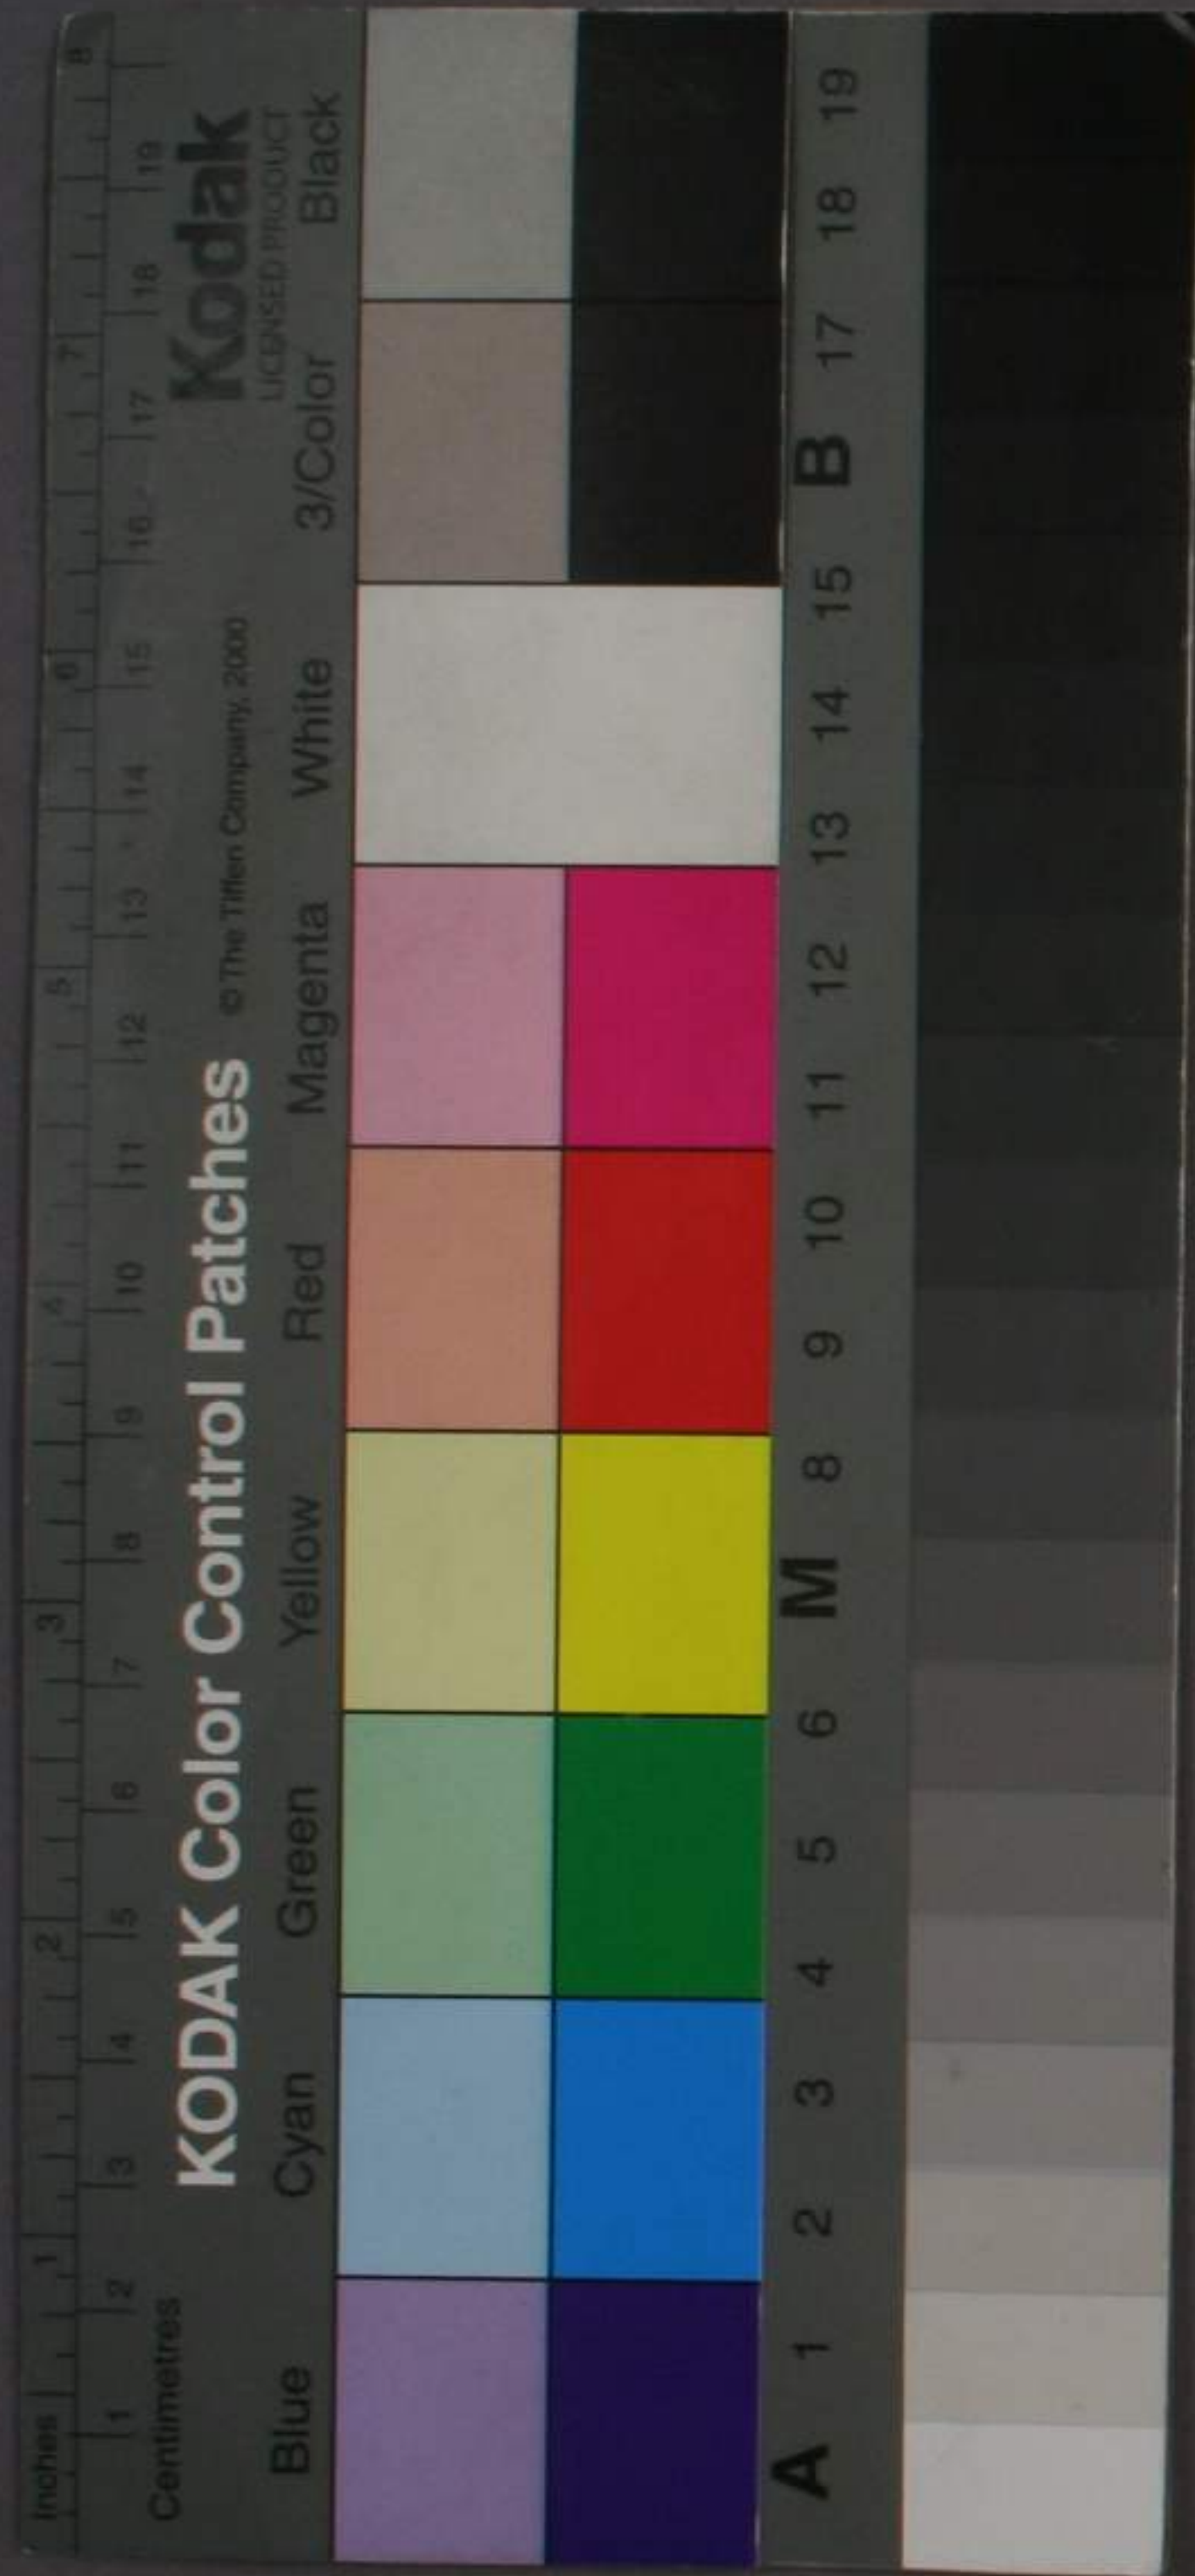 Inches 1 2 3 4 5 6 7 8
Centimetres 1 2 3 4 5 6 7 8 9 10 11 12 13 14 15 16 17 18 19
KODAK Color Control Patches © The Tiffen Company, 2000 Kodak
LICENSED PRODUCT
Blue Cyan Green Yellow Red Magenta White 3/Color Black
A 1 2 3 4 5 6 M 8 9 10 11 12 13 14 15 B 17 18 19